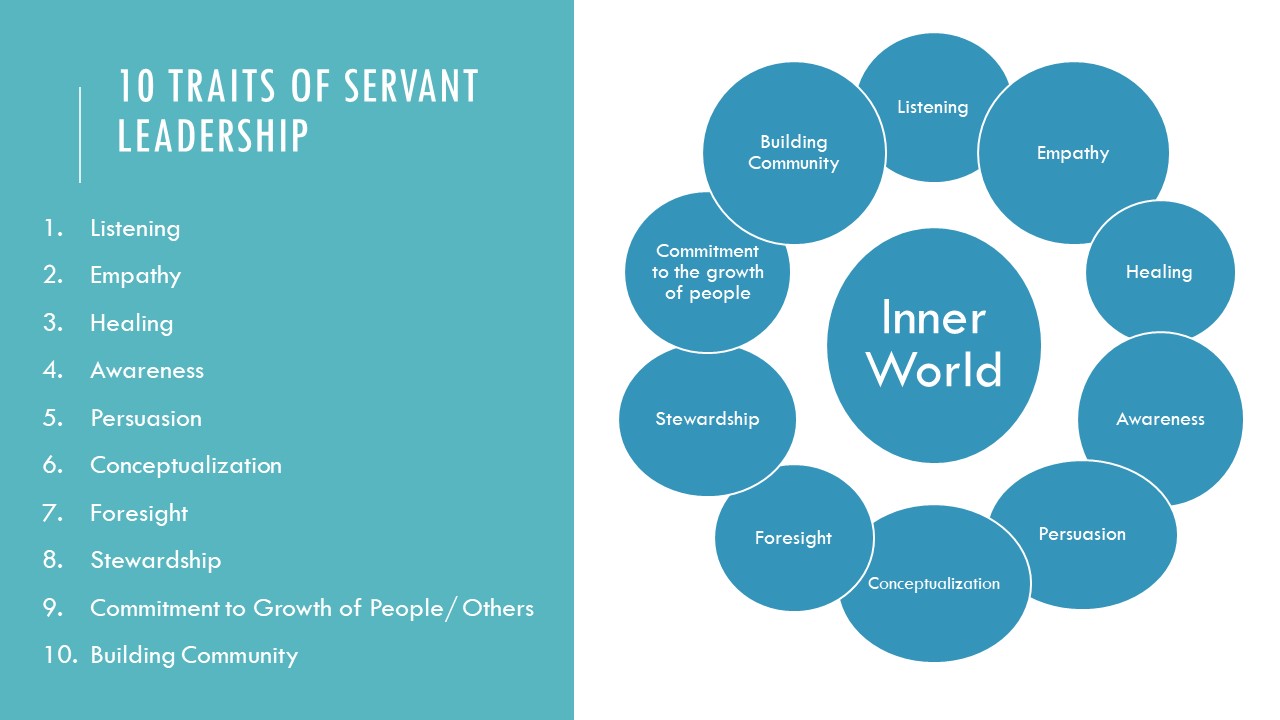 10 TRAITS OF SERVANT
LEADERSHIP
1. Listening
2. Empathy
3. Healing
4. Awareness
5. Persuasion
6. Conceptualization
7. Foresight
8. Stewardship
9. Commitment to Growth of People/ Others
10. Building Community
Listening
Empathy
Healing
Awareness
Persuasion
Conceptualization
Foresight
Stewardship
Commitment
to the growth
of people
Building
Community
Inner
World